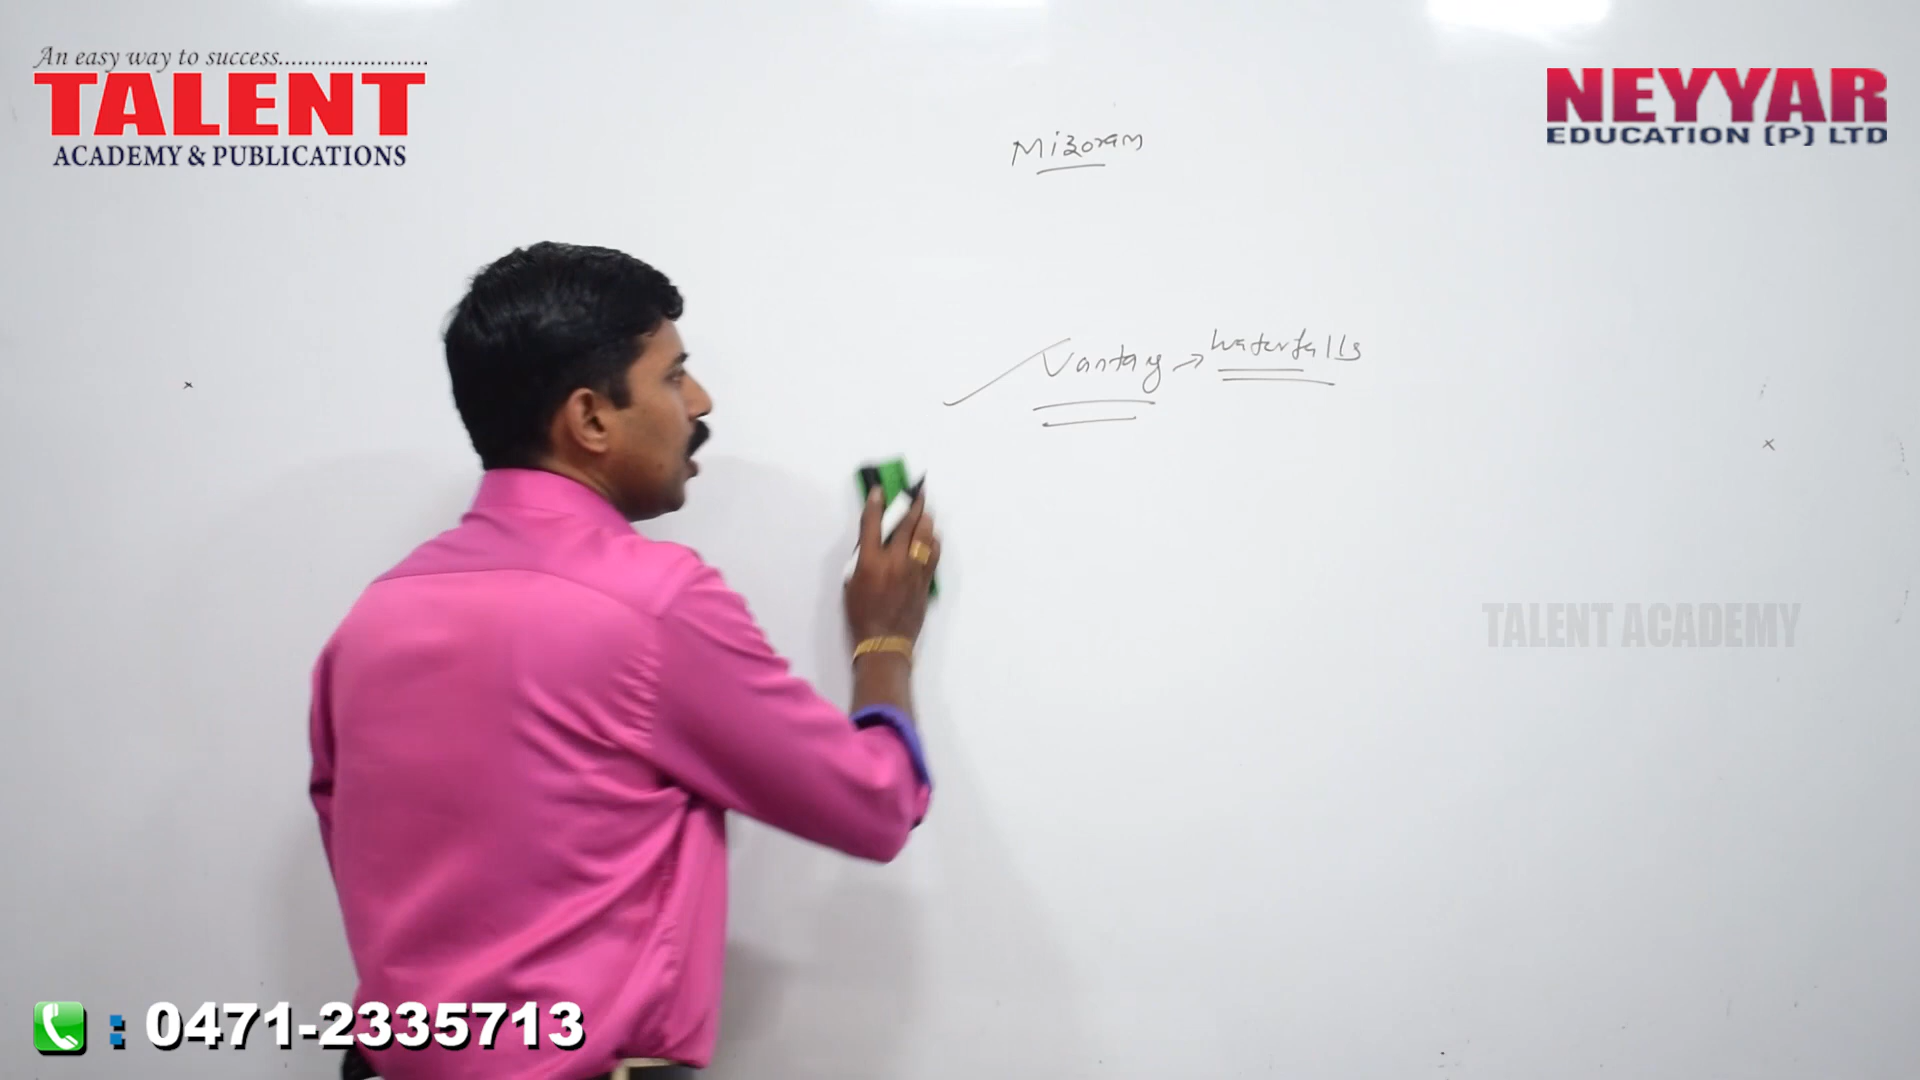 An easy way to success.......................
TALENT
ACADEMY & PUBLICATIONS
NEYYAR
EDUCATION (P) LTD
Mizoram
Vantay → Waterfalls
TALENT ACADEMY
: 0471-2335713